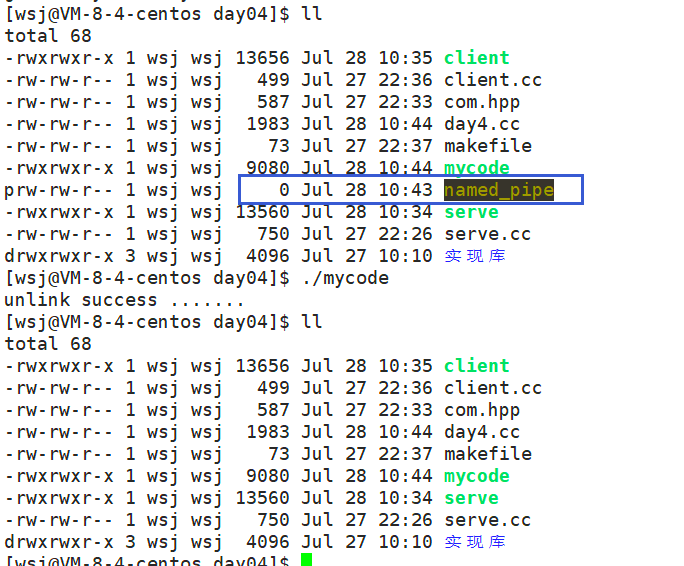 [wsj@VM-8-4-centos day04]$ ll
total 68
-rwxrwxr-x 1 wsj wsj 13656 Jul 28 10:35 client
-rw-rw-r-- 1 wsj wsj   499 Jul 27 22:36 client.cc
-rw-rw-r-- 1 wsj wsj   587 Jul 27 22:33 com.hpp
-rw-rw-r-- 1 wsj wsj  1983 Jul 28 10:44 day4.cc
-rw-rw-r-- 1 wsj wsj    73 Jul 27 22:37 makefile
-rwxrwxr-x 1 wsj wsj  9080 Jul 28 10:44 mycode
prw-rw-r-- 1 wsj wsj     0 Jul 28 10:43 named_pipe
-rwxrwxr-x 1 wsj wsj 13560 Jul 28 10:34 serve
-rw-rw-r-- 1 wsj wsj   750 Jul 27 22:26 serve.cc
drwxrwxr-x 3 wsj wsj  4096 Jul 27 10:10 实现库
[wsj@VM-8-4-centos day04]$ ./mycode
unlink success .......
[wsj@VM-8-4-centos day04]$ ll
total 68
-rwxrwxr-x 1 wsj wsj 13656 Jul 28 10:35 client
-rw-rw-r-- 1 wsj wsj   499 Jul 27 22:36 client.cc
-rw-rw-r-- 1 wsj wsj   587 Jul 27 22:33 com.hpp
-rw-rw-r-- 1 wsj wsj  1983 Jul 28 10:44 day4.cc
-rw-rw-r-- 1 wsj wsj    73 Jul 27 22:37 makefile
-rwxrwxr-x 1 wsj wsj  9080 Jul 28 10:44 mycode
-rwxrwxr-x 1 wsj wsj 13560 Jul 28 10:34 serve
-rw-rw-r-- 1 wsj wsj   750 Jul 27 22:26 serve.cc
drwxrwxr-x 3 wsj wsj  4096 Jul 27 10:10 实现库
[wsj@VM-8-4-centos day04]$